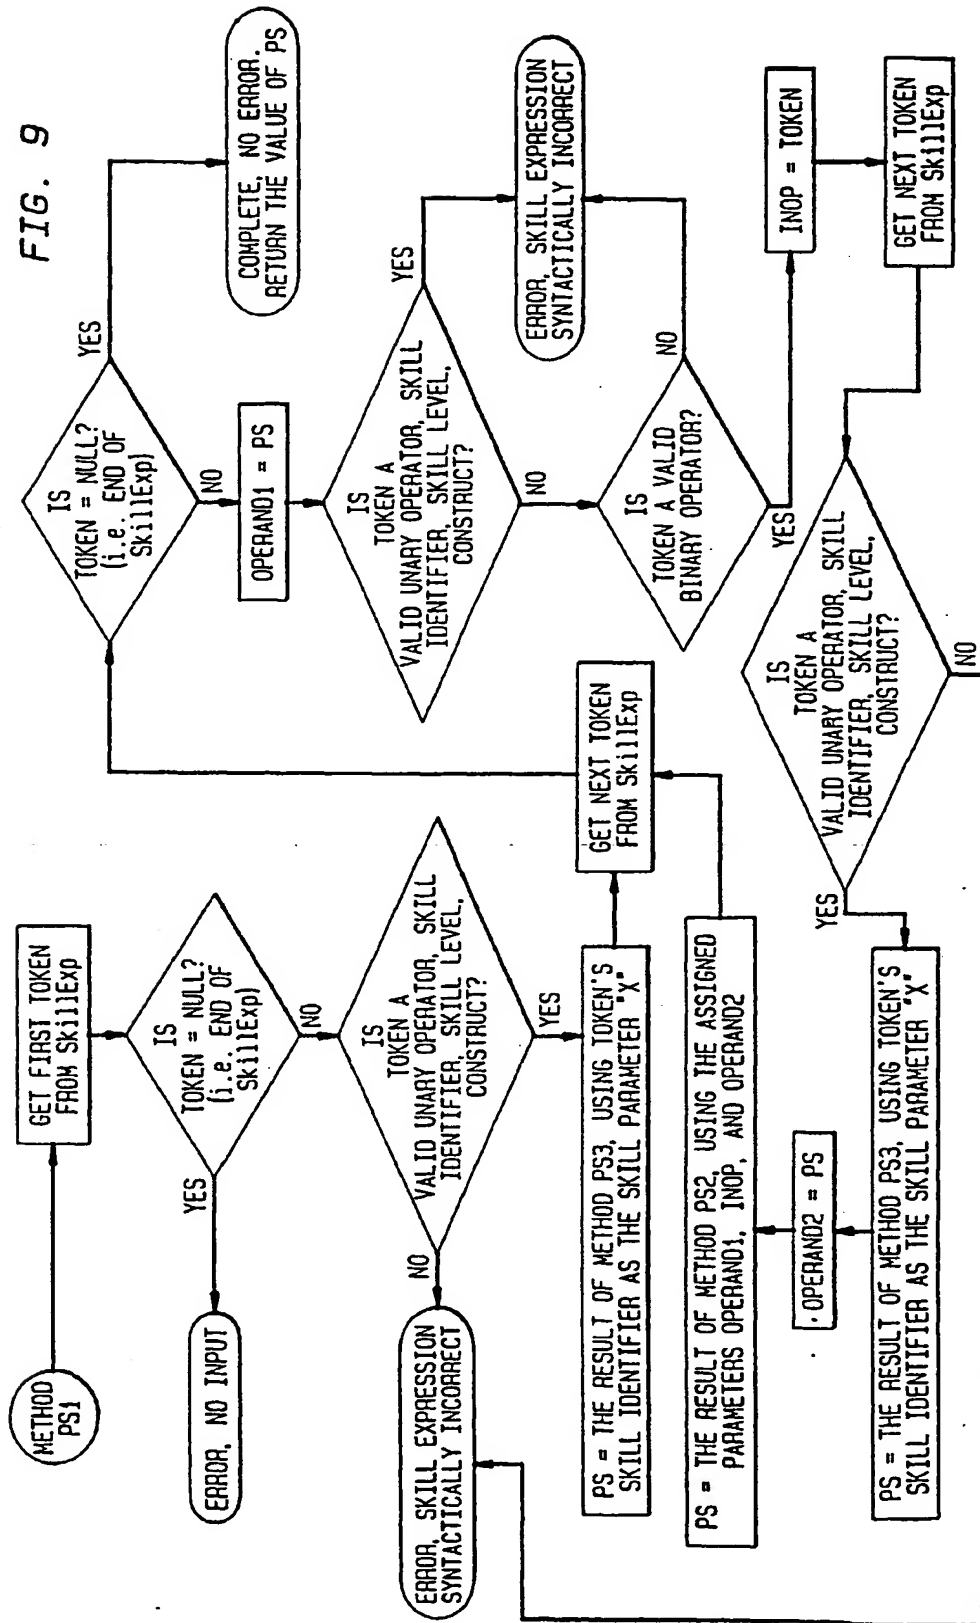 FIG. 9
METHOD
PS1
GET FIRST TOKEN
FROM SkillExp
IS
TOKEN = NULL?
(i.e. END OF
SkillExp)
YES
NO
ERROR, NO INPUT
IS
TOKEN A
VALID UNARY OPERATOR, SKILL
IDENTIFIER, SKILL LEVEL,
CONSTRUCT?
NO
YES
ERROR, SKILL EXPRESSION
SYNTACTICALLY INCORRECT
PS = THE RESULT OF METHOD PS3, USING TOKEN'S
SKILL IDENTIFIER AS THE SKILL PARAMETER "X"
GET NEXT TOKEN
FROM SkillExp
IS
TOKEN = NULL?
(i.e. END OF
SkillExp)
YES
NO
COMPLETE, NO ERROR.
RETURN THE VALUE OF PS
OPERAND1 = PS
IS
TOKEN A
VALID UNARY OPERATOR, SKILL
IDENTIFIER, SKILL LEVEL,
CONSTRUCT?
YES
NO
ERROR, SKILL EXPRESSION
SYNTACTICALLY INCORRECT
IS
TOKEN A VALID
BINARY OPERATOR?
NO
YES
INOP = TOKEN
GET NEXT TOKEN
FROM SkillExp
IS
TOKEN A
VALID UNARY OPERATOR, SKILL
IDENTIFIER, SKILL LEVEL,
CONSTRUCT?
YES
NO
PS = THE RESULT OF METHOD PS3, USING TOKEN'S
SKILL IDENTIFIER AS THE SKILL PARAMETER "X"
OPERAND2 = PS
PS = THE RESULT OF METHOD PS2, USING THE ASSIGNED
PARAMETERS OPERAND1, INOP, AND OPERAND2